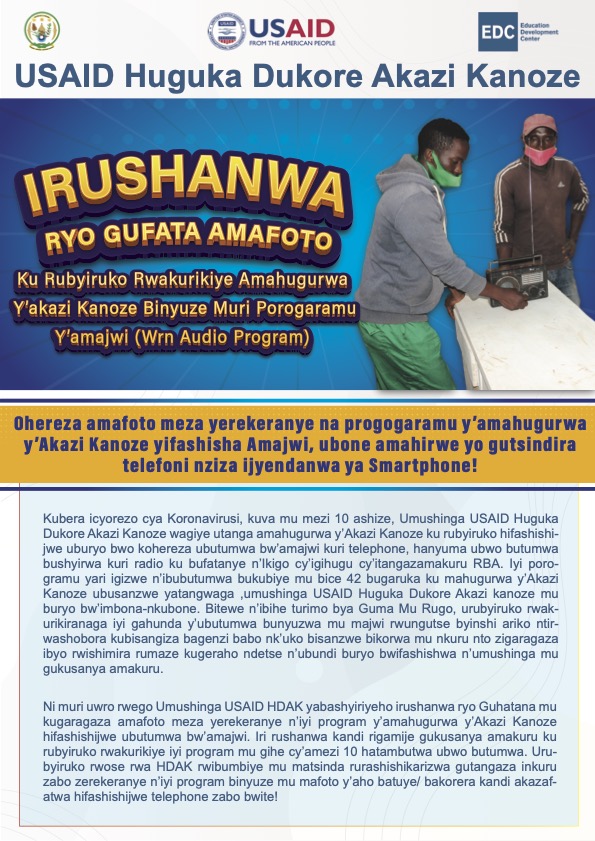 USAID
FROM THE AMERICAN PEOPLE
EDC
Education
Development
Center
USAID Huguka Dukore Akazi Kanoze
IRUSHANWA
RYO GUFATA AMAFOTO
Ku Rubyiruko Rwakurikiye Amahugurwa
Y'akazi Kanoze Binyuze Muri Porogaramu
Y'amajwi (Wrn Audio Program)
Ohereza amafoto meza yerekeranye na progogaramu y'amahugurwa
y'Akazi Kanoze yifashisha Amajwi, ubone amahirwe yo gutsindira
telefoni nziza ijyendanwa ya Smartphone!
Kubera icyorezo cya Koronavirusi, kuva mu mezi 10 ashize, Umushinga USAID Huguka
Dukore Akazi Kanoze wagiye utanga amahugurwa y'Akazi Kanoze ku rubyiruko hifashishi-
jwe uburyo bwo kohereza ubutumwa bw'amajwi kuri telephone, hanyuma ubwo butumwa
bushyirwa kuri radio ku bufatanye n'Ikigo cy'igihugu cy'itangazamakuru RBA. Iyi poro-
gramu yari igizwe n'ibubutumwa bukubiye mu bice 42 bugaruka ku mahugurwa y'Akazi
Kanoze ubusanzwe yatangwaga ,umushinga USAID Huguka Dukore Akazi kanoze mu
buryo bw'imbona-nkubone. Bitewe n'ibihe turimo bya Guma Mu Rugo, urubyiruko rwak-
urikiranaga iyi gahunda y'ubutumwa bunyuzwa mu majwi rwungutse byinshi ariko ntir-
washobora kubisangiza bagenzi babo nk'uko bisanzwe bikorwa mu nkuru nto zigaragaza
ibyo rwishimira rumaze kugeraho ndetse n'ubundi buryo bwifashishwa n'umushinga mu
gukusanya amakuru.
Ni muri uwro rwego Umushinga USAID HDAK yabashyiriyeho irushanwa ryo Guhatana mu
kugaragaza amafoto meza yerekeranye n'iyi program y'amahugurwa y'Akazi Kanoze
hifashishijwe ubutumwa bw'amajwi. Iri rushanwa kandi rigamije gukusanya amakuru ku
rubyiruko rwakurikiye iyi program mu gihe cy'amezi 10 hatambutwa ubwo butumwa. Uru-
byiruko rwose rwa HDAK rwibumbiye mu matsinda rurashishikarizwa gutangaza inkuru
zabo zerekeranye n'iyi program binyuze mu mafoto y'aho batuye/ bakorera kandi akazaf-
atwa hifashishijwe telephone zabo bwite!